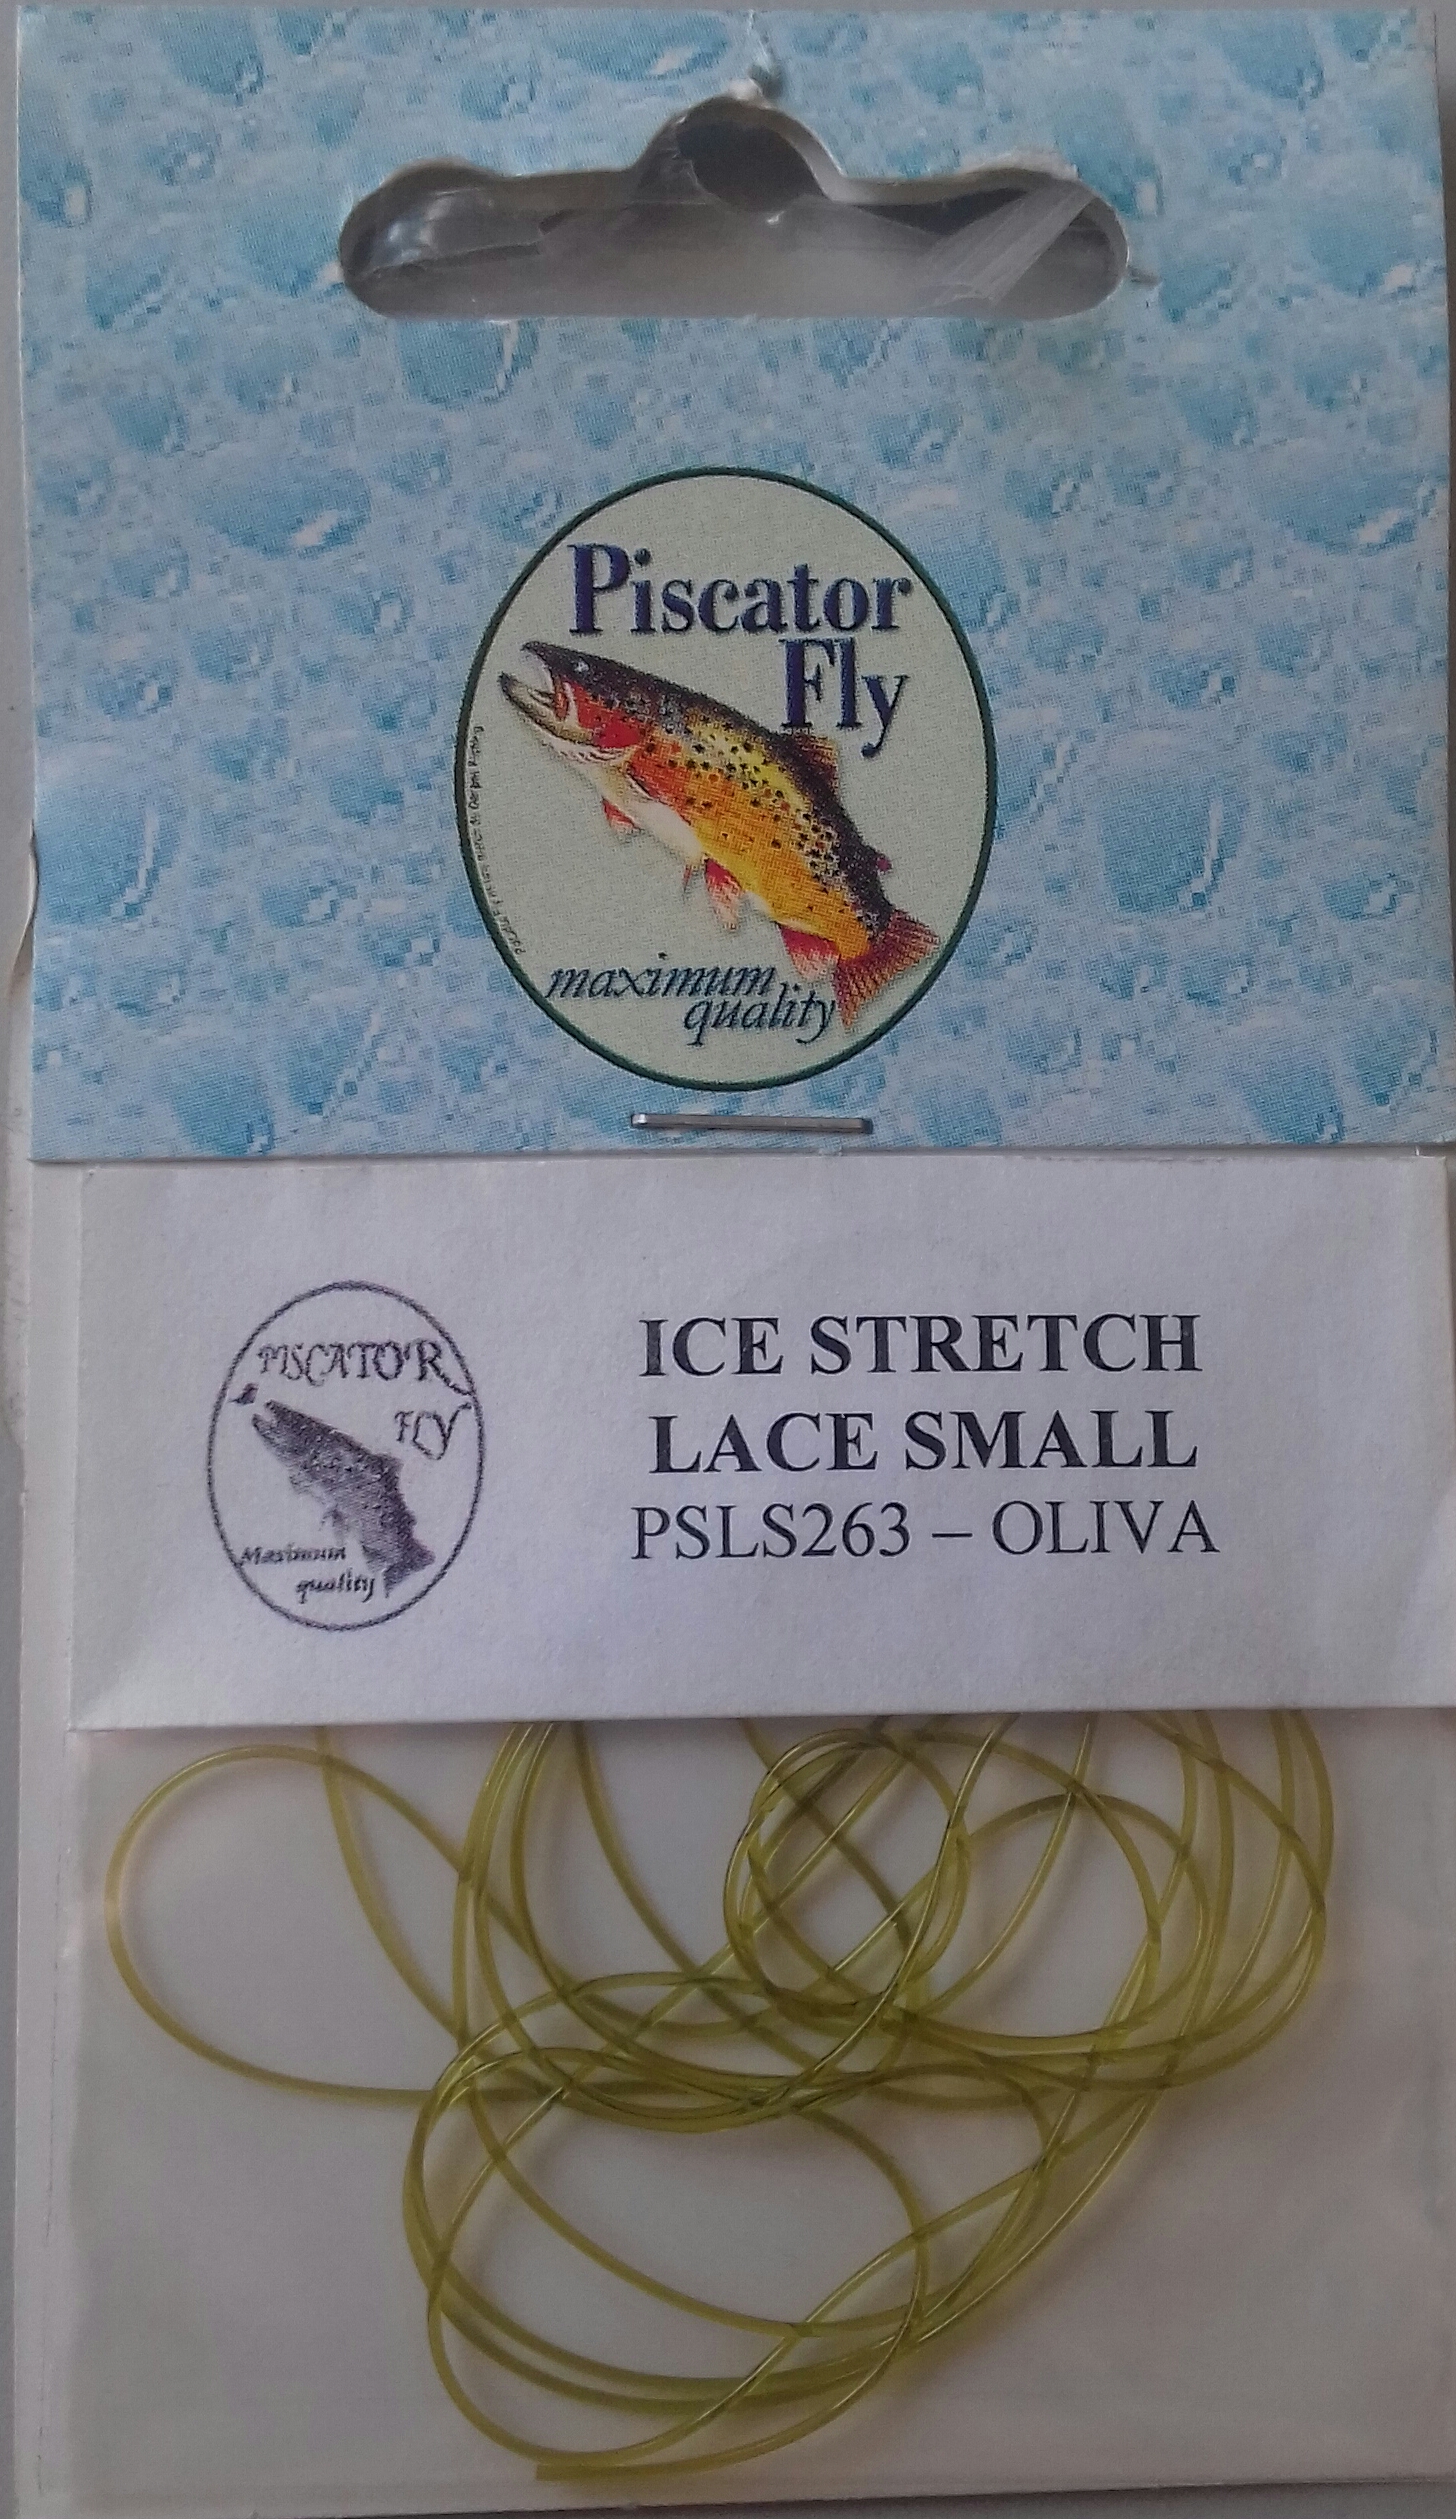 Piscator
Fly
maximum
quality
PISCATOR
FLY
Maximum
quality
ICE STRETCH
LACE SMALL
PSLS263 – OLIVA